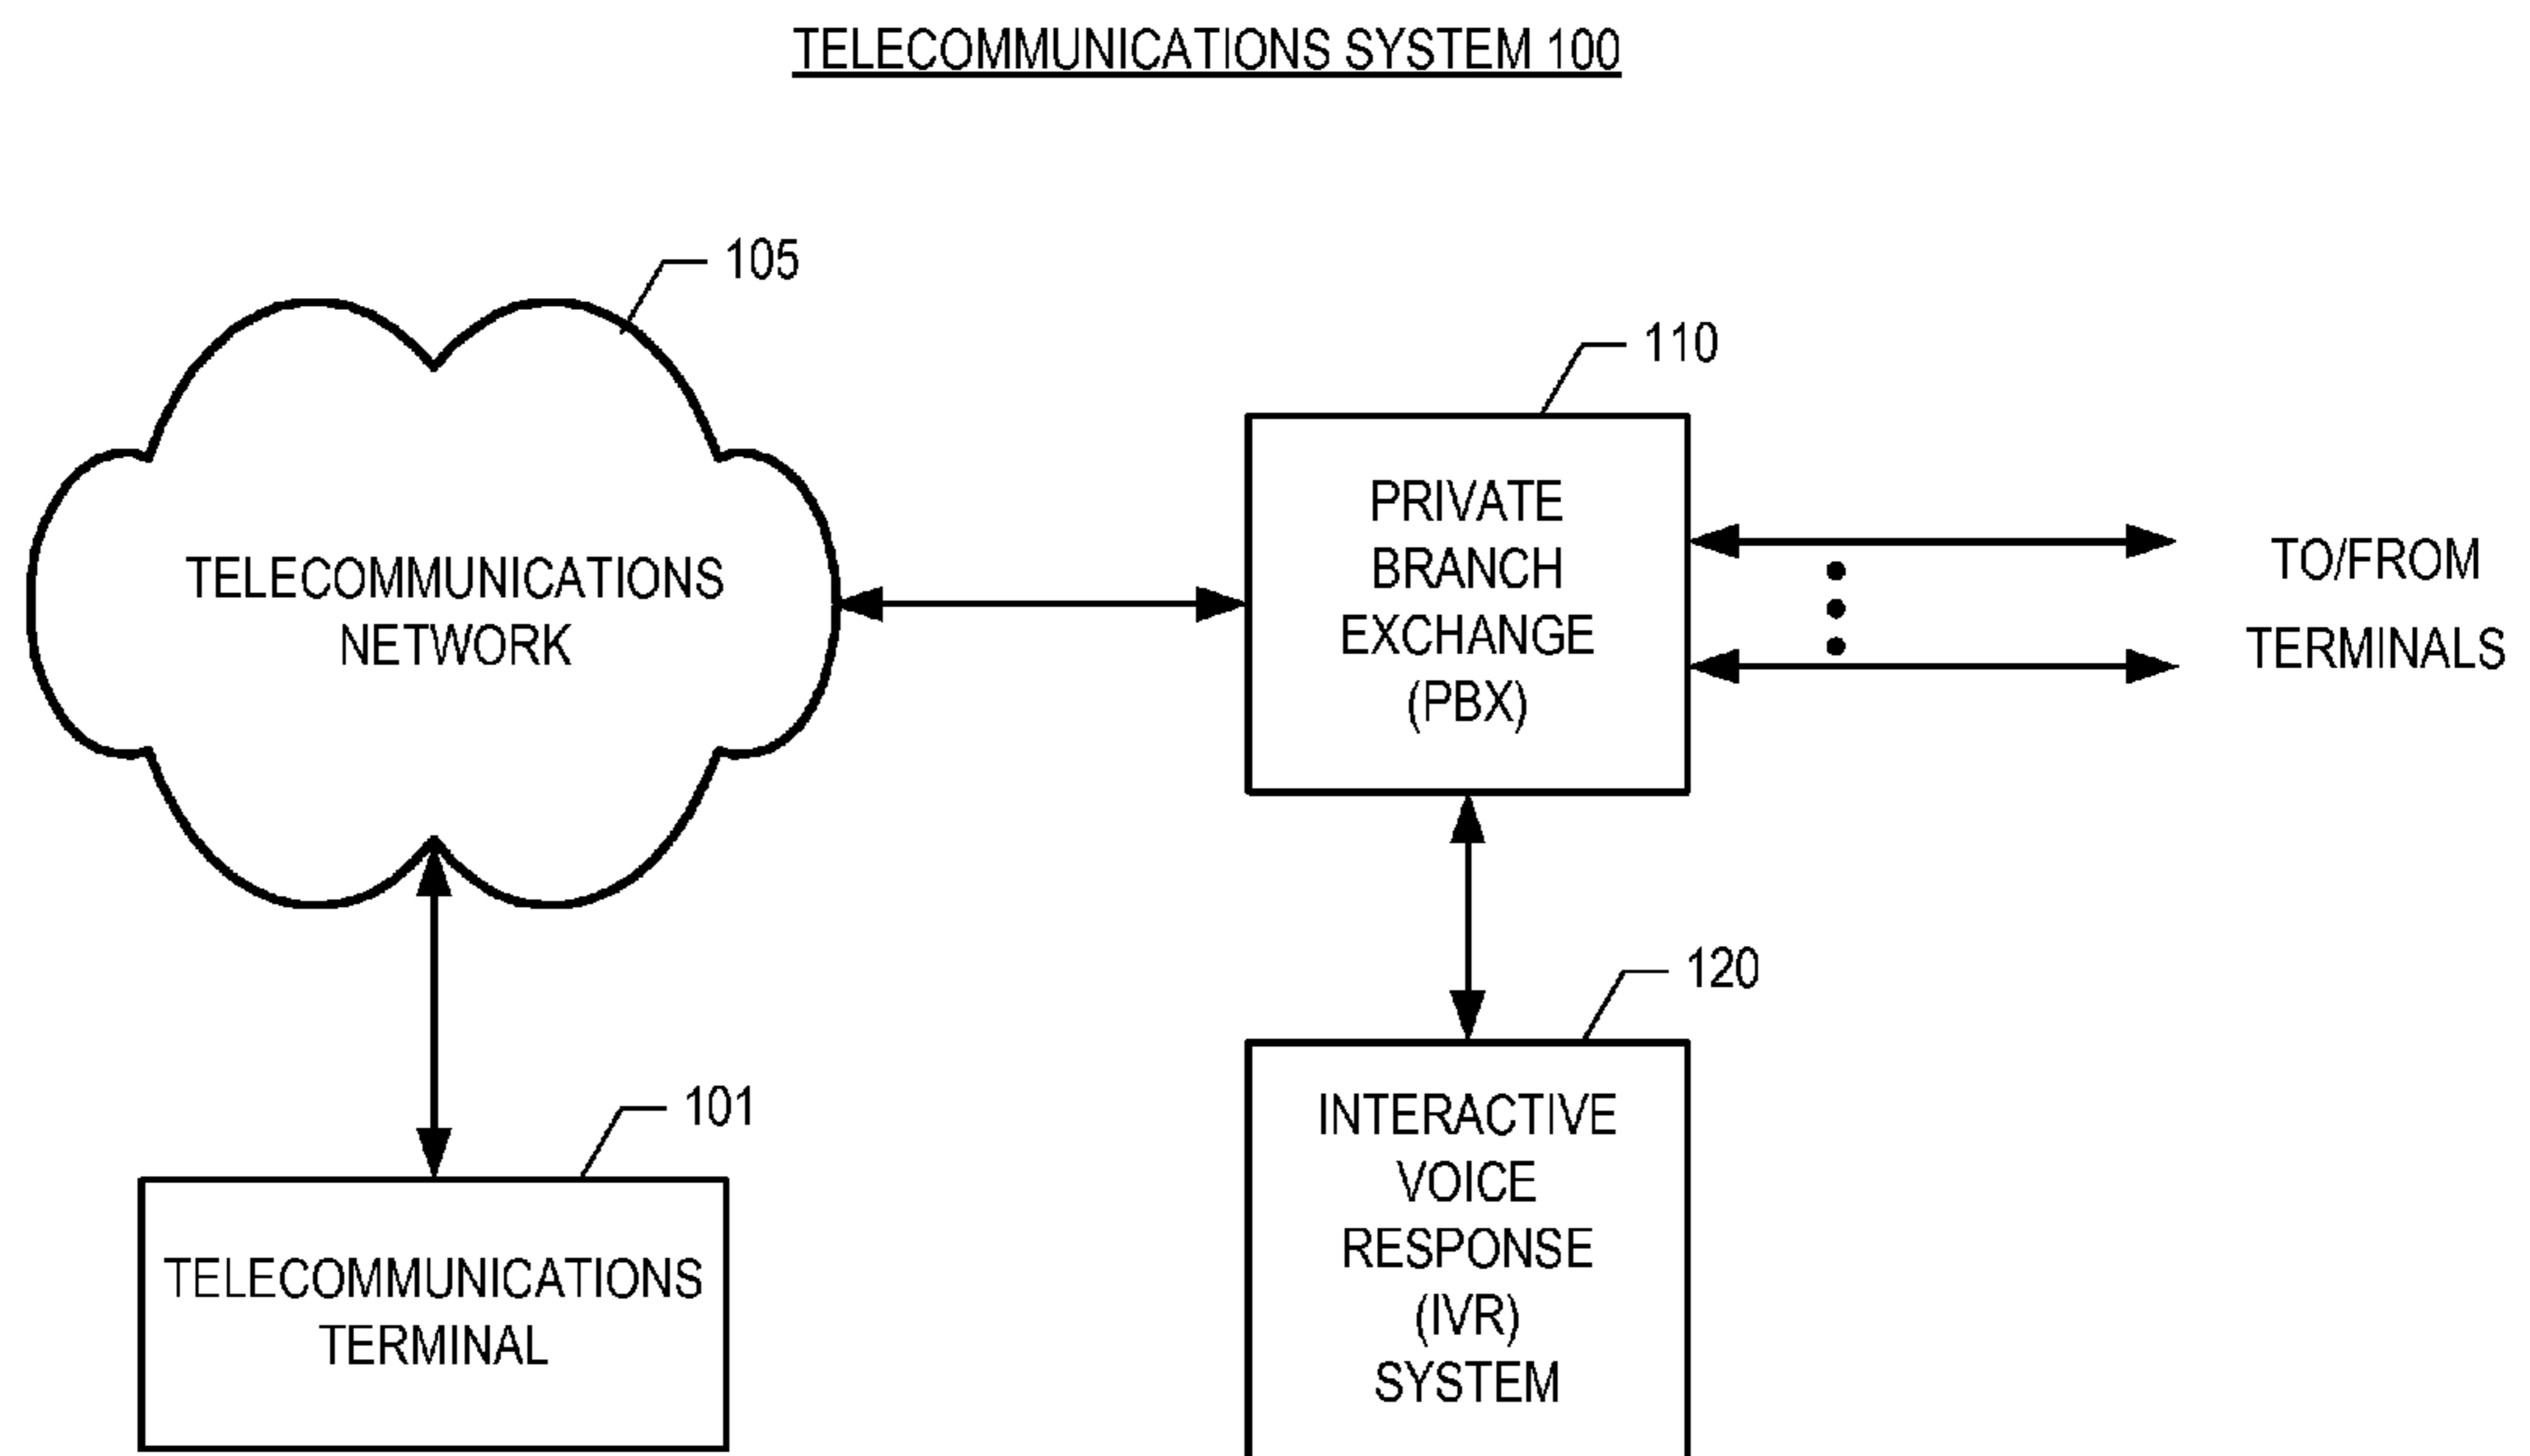 TELECOMMUNICATIONS SYSTEM 100
105
TELECOMMUNICATIONS
NETWORK
110
PRIVATE
BRANCH
EXCHANGE
(PBX)
TO/FROM
TERMINALS
101
TELECOMMUNICATIONS
TERMINAL
120
INTERACTIVE
VOICE
RESPONSE
(IVR)
SYSTEM